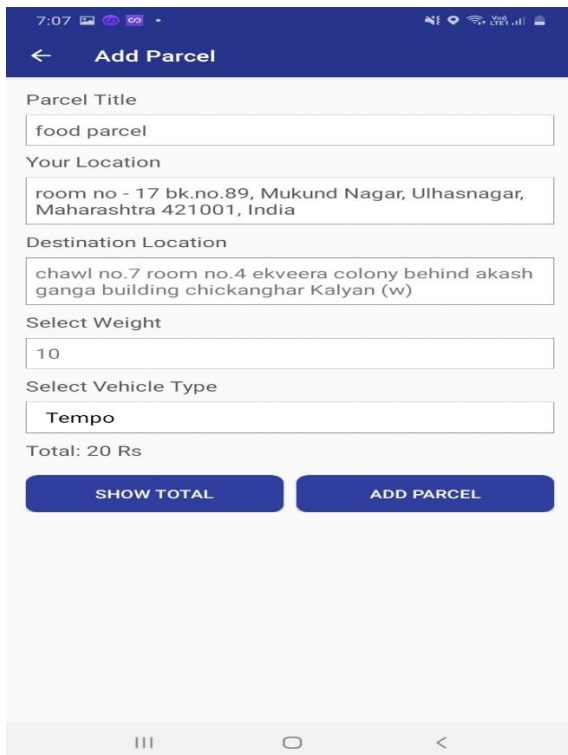 7:07
Add Parcel
Parcel Title
food parcel
Your Location
room no - 17 bk.no.89, Mukund Nagar, Ulhasnagar,
Maharashtra 421001, India
Destination Location
chawl no.7 room no.4 ekveera colony behind akash
ganga building chickanghar Kalyan (w)
Select Weight
10
Select Vehicle Type
Tempo
Total: 20 Rs
SHOW TOTAL ADD PARCEL